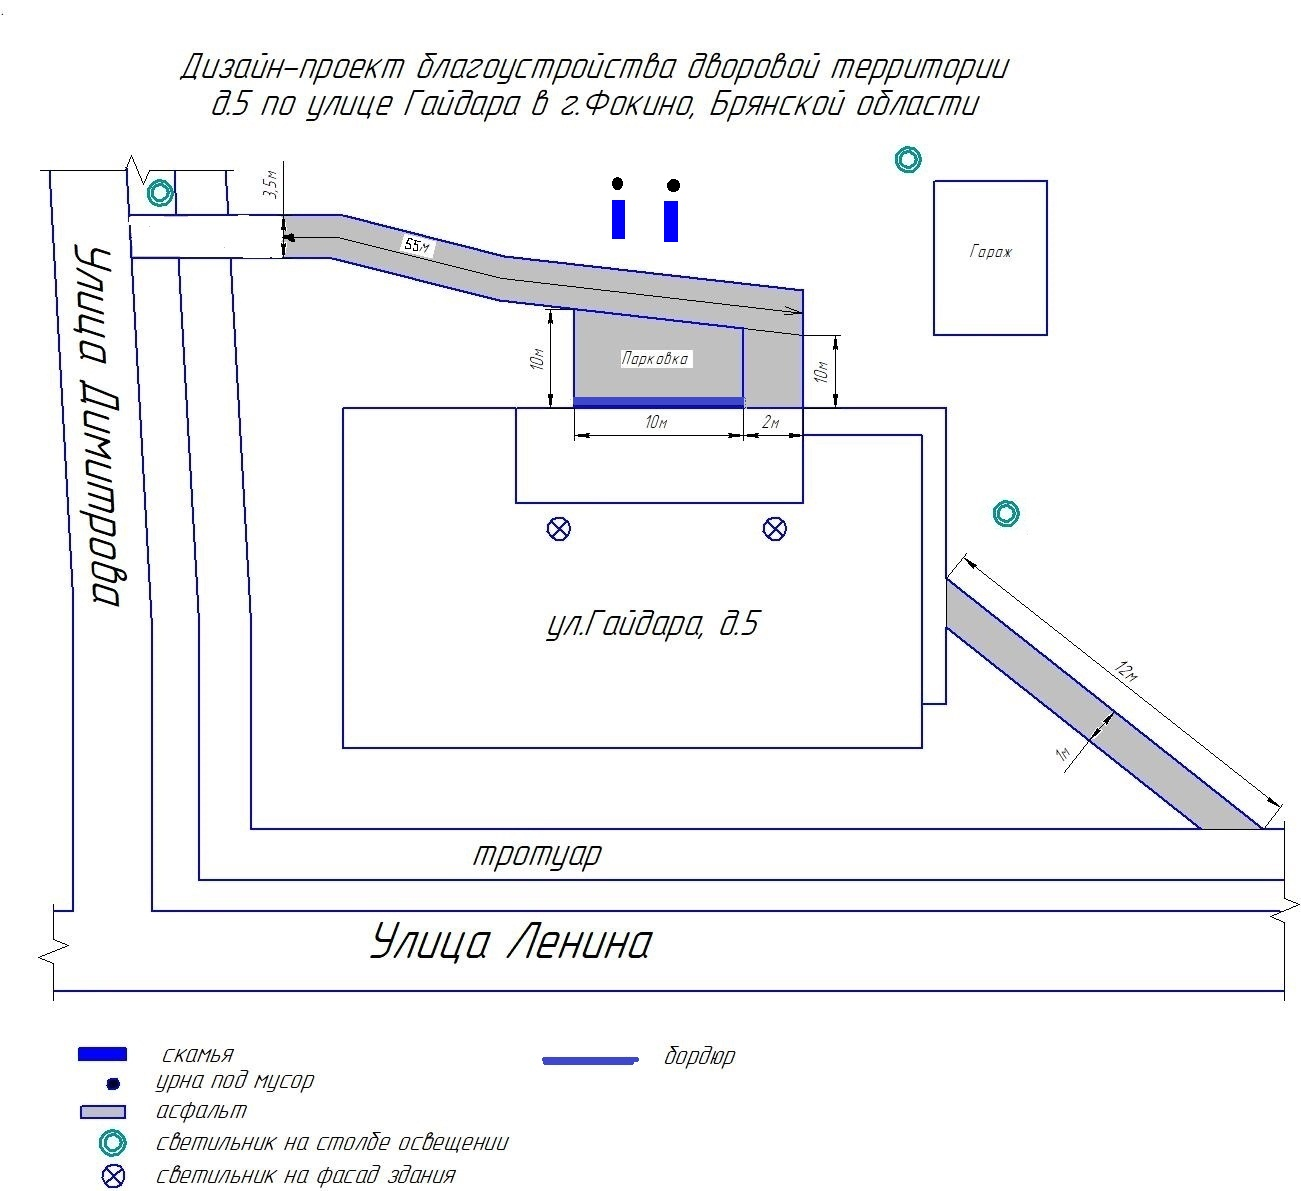 Дизайн-проект благоустройства дворовой территории
д.5 по улице Гайдара в г.Фокино, Брянской области
3,5м
55м
Гараж
Улица Димитрова
10м
Парковка
10м
10м
2м
ул.Гайдара, д.5
12м
1м
тротуар
Улица Ленина
скамья
бордюр
урна под мусор
асфальт
светильник на столбе освещении
светильник на фасад здания